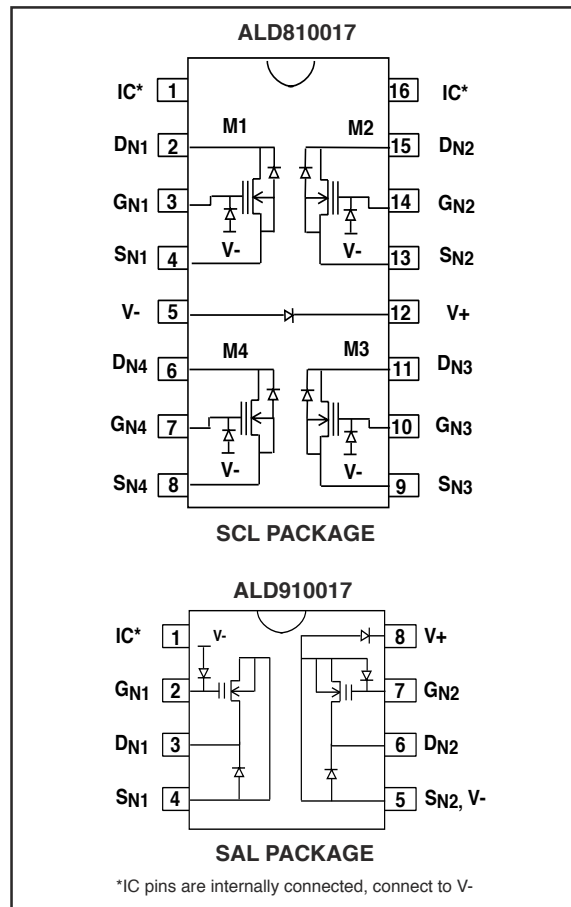 ALD810017
IC* 1 16 IC*
M1 M2
DN1 2 15 DN2
GN1 3 14 GN2
V- V-
SN1 4 13 SN2
V- 5 12 V+
M4 M3
DN4 6 11 DN3
GN4 7 10 GN3
V- V-
SN4 8 9 SN3
SCL PACKAGE
ALD910017
IC* 1 V- 8 V+
GN1 2 7 GN2
DN1 3 6 DN2
SN1 4 5 SN2, V-
SAL PACKAGE
*IC pins are internally connected, connect to V-